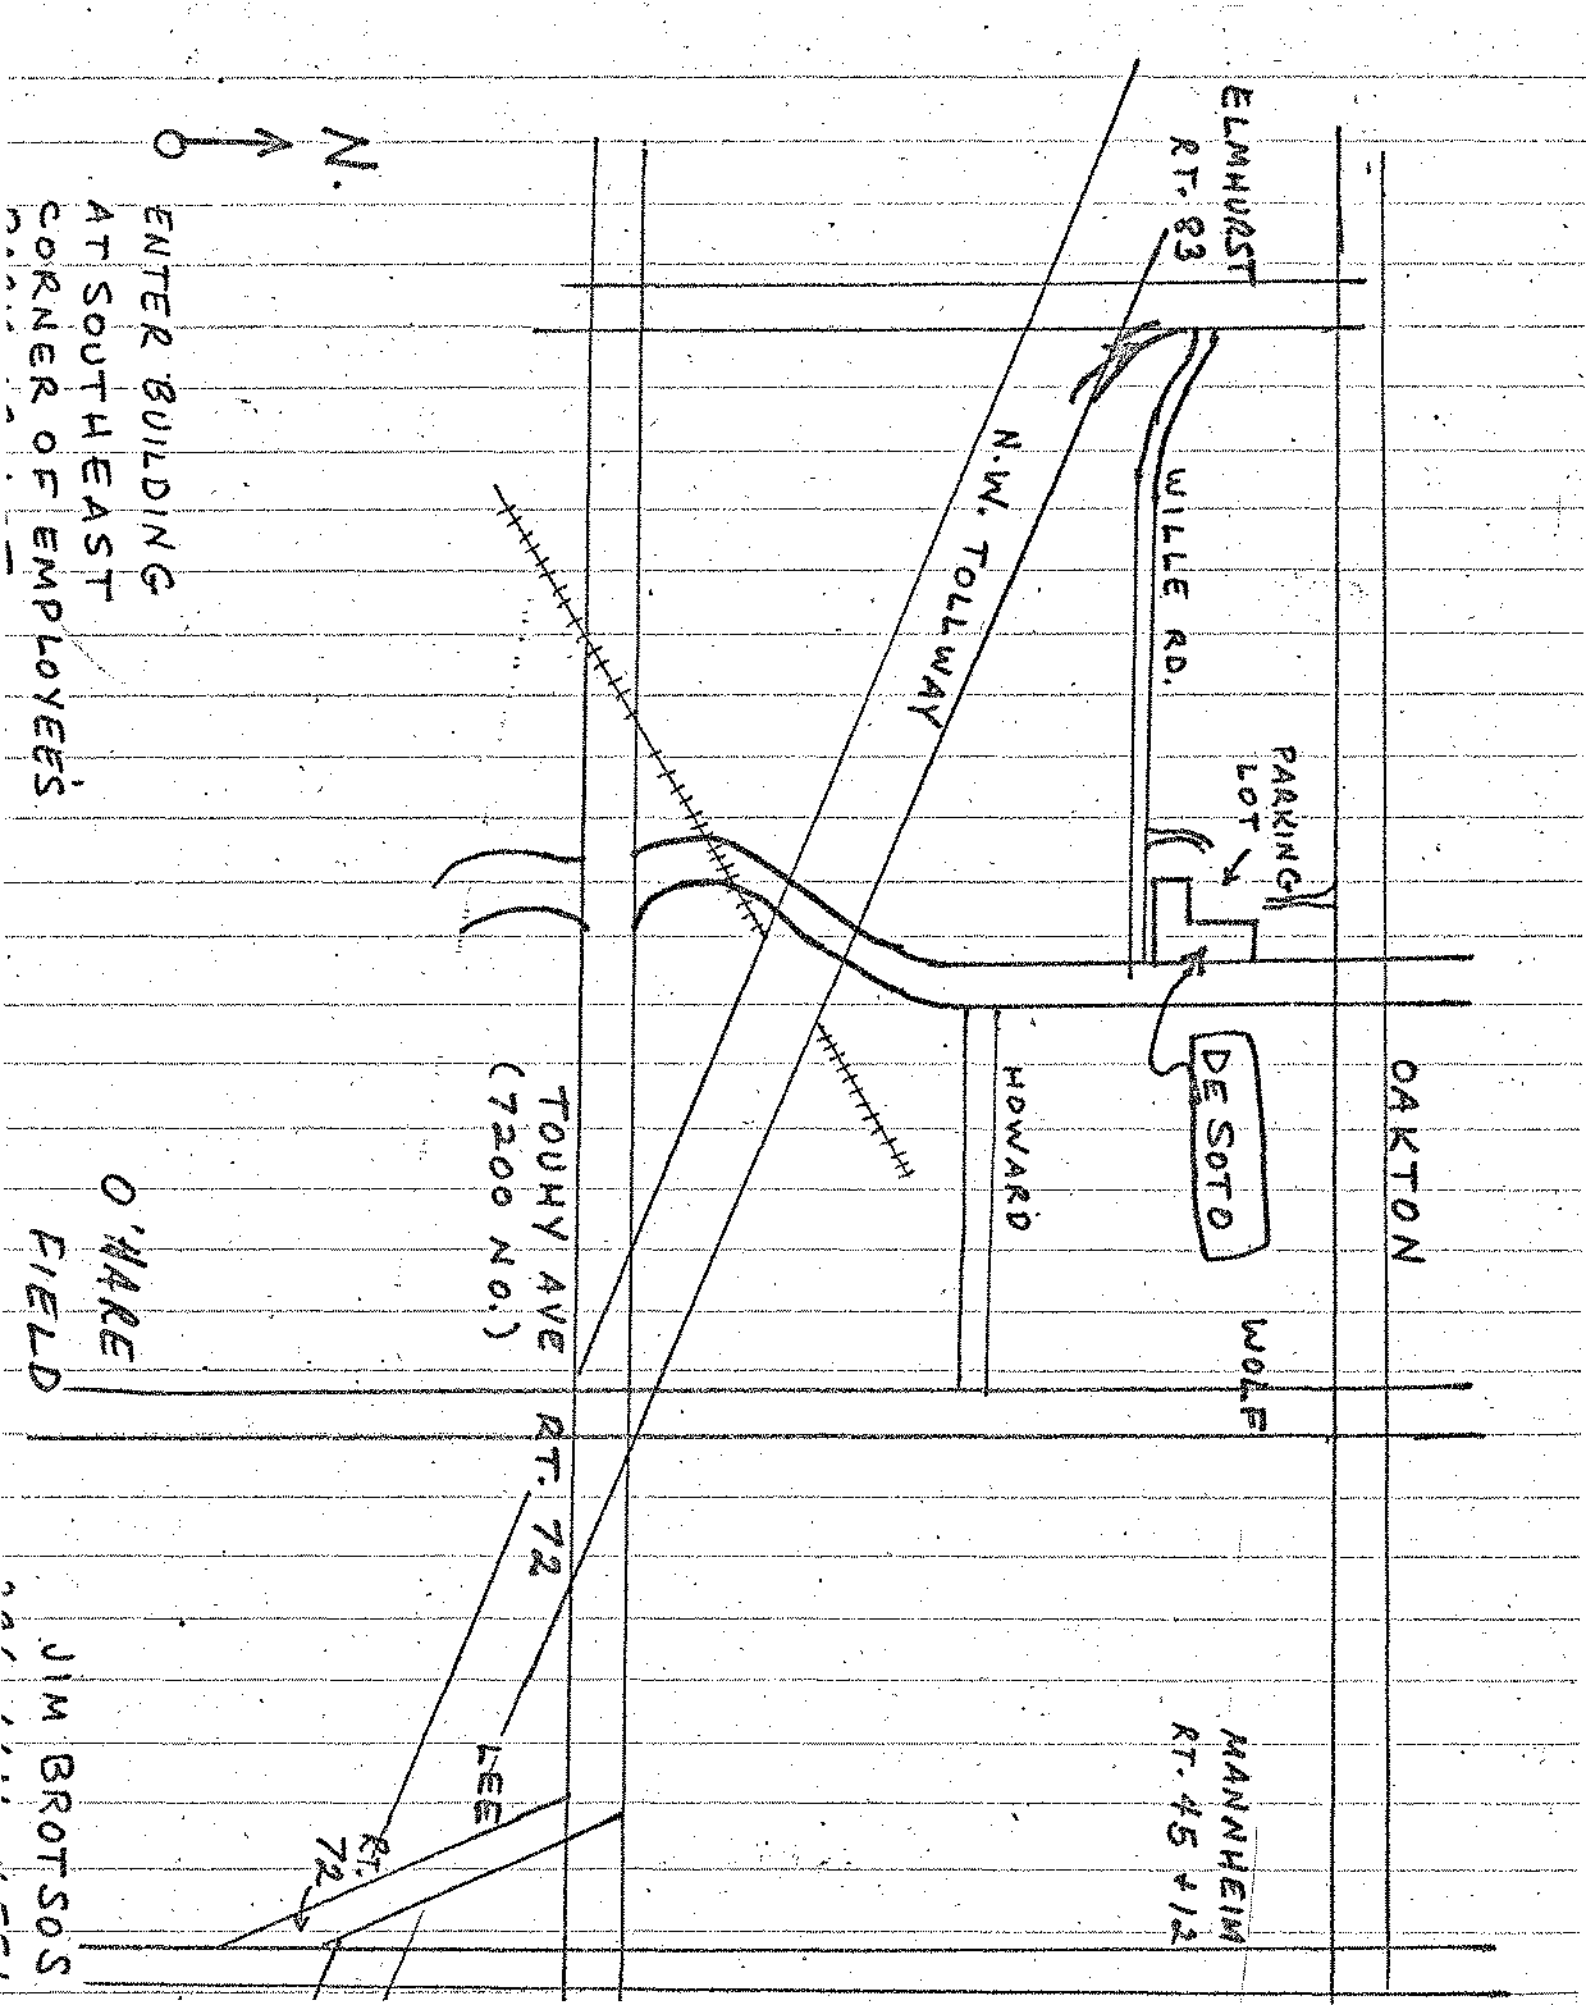 OAKTON
ELMHURST
RT. 83
PARKING
LOT
DE SOTO
WOLF
MANNHEIM
RT. 45 + 12
WILLE RD.
HOWARD
N.W. TOLLWAY
TOUHY AVE RT. 72
(7200 NO.)
LEE
RT.
72
N.
ENTER BUILDING
AT SOUTHEAST
CORNER OF EMPLOYEES
O'HARE
FIELD
JIM BROTSOS